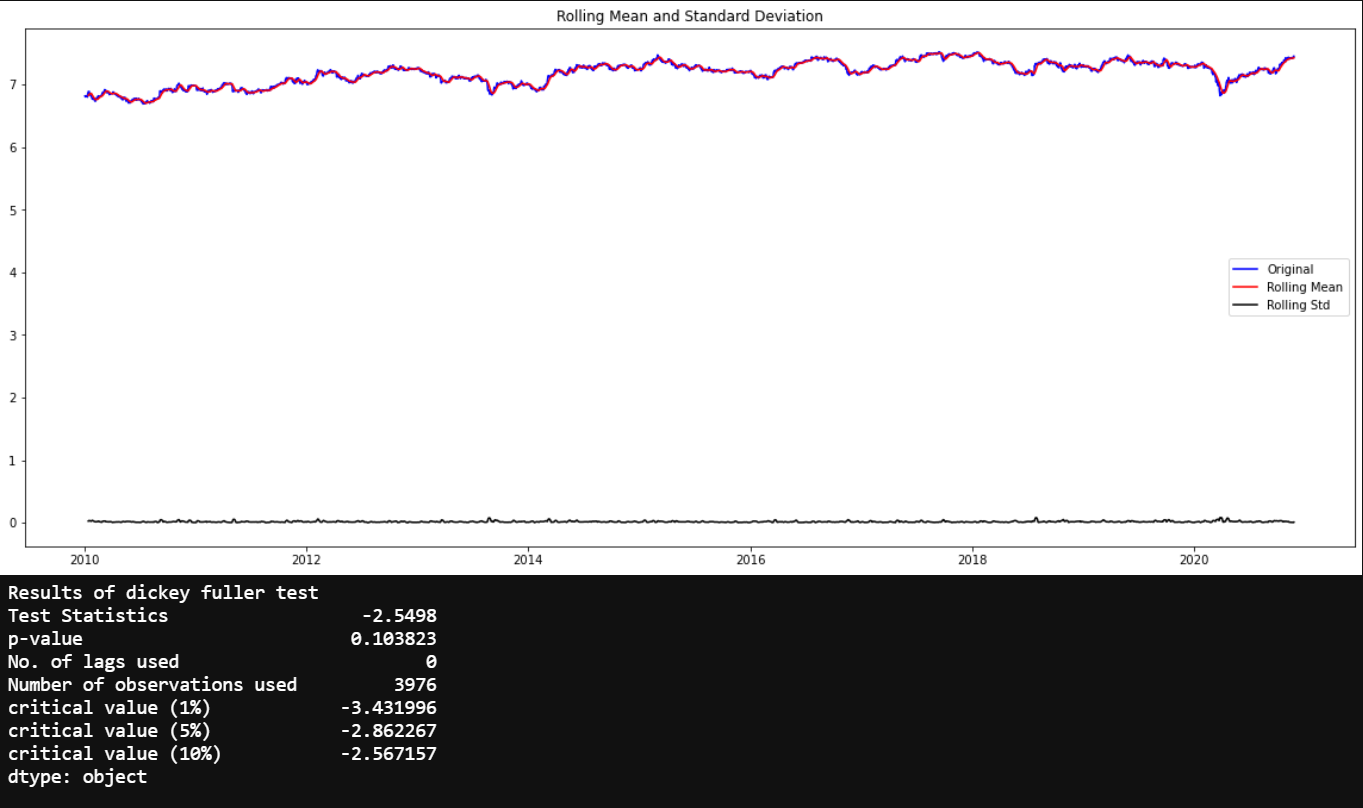 Rolling Mean and Standard Deviation
7
6
5
4
3
2
1
0
Original
Rolling Mean
Rolling Std
2010 2012 2014 2016 2018 2020
Results of dickey fuller test
Test Statistics -2.5498
p-value 0.103823
No. of lags used 0
Number of observations used 3976
critical value (1%) -3.431996
critical value (5%) -2.862267
critical value (10%) -2.567157
dtype: object